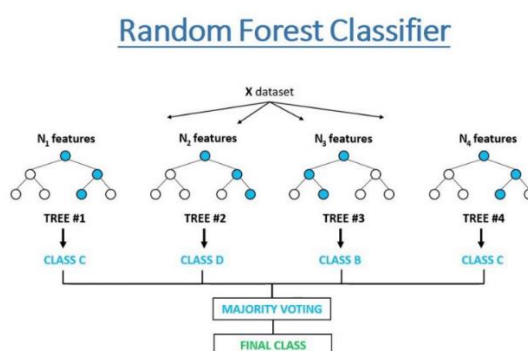 Random Forest Classifier
X dataset
N₁ features N₂ features N₃ features N₄ features
TREE #1 TREE #2 TREE #3 TREE #4
CLASS C CLASS D CLASS B CLASS C
MAJORITY VOTING
FINAL CLASS